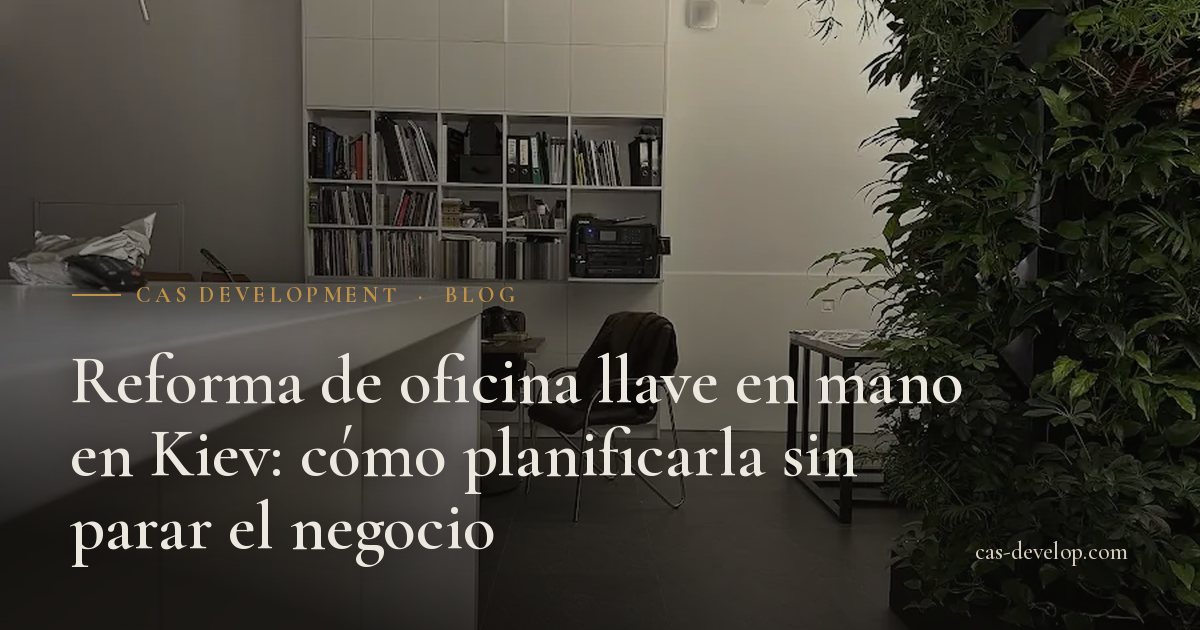 CAS DEVELOPMENT · BLOG
Reforma de oficina llave en mano
en Kiev: cómo planificarla sin
parar el negocio
cas-develop.com